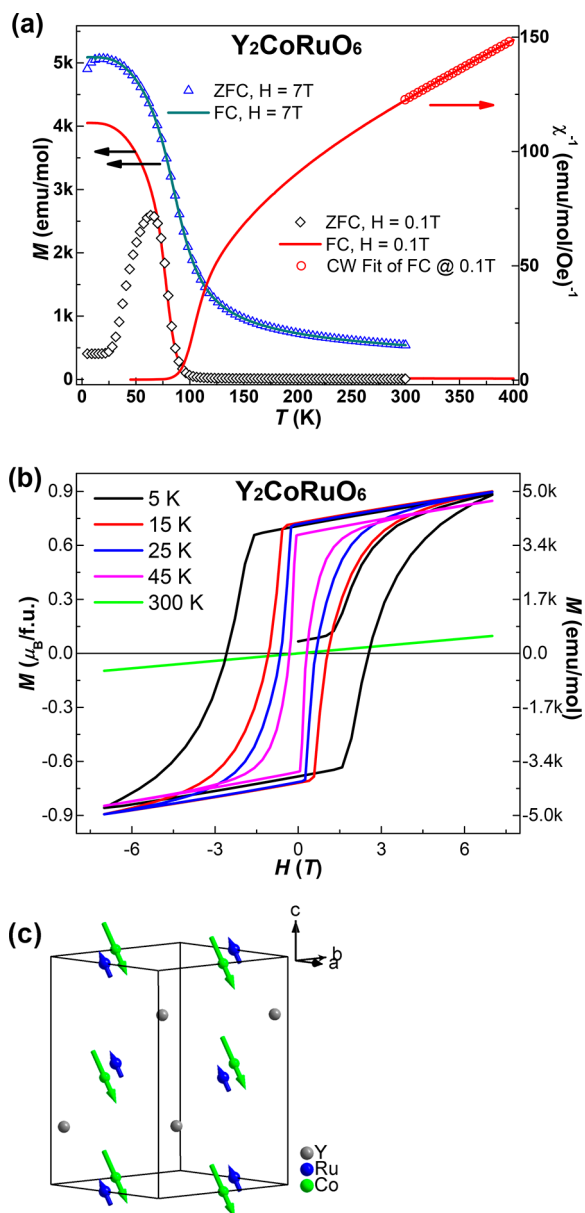 (a)
Y₂CoRuO₆
ZFC, H = 7T
FC, H = 7T
ZFC, H = 0.1T
FC, H = 0.1T
CW Fit of FC @ 0.1T
M (emu/mol)
5k
4k
3k
2k
1k
0
χ⁻¹ (emu/mol/Oe)⁻¹
150
100
50
0
0 50 100 150 200 250 300 350 400
T (K)
(b)
Y₂CoRuO₆
5 K
15 K
25 K
45 K
300 K
M (μB/f.u.)
0.9
0.6
0.3
0.0
-0.3
-0.6
-0.9
M (emu/mol)
5.0k
3.4k
1.7k
0.0
-1.7k
-3.4k
-5.0k
-6 -3 0 3 6
H (T)
(c)
c
b
a
Y
Ru
Co